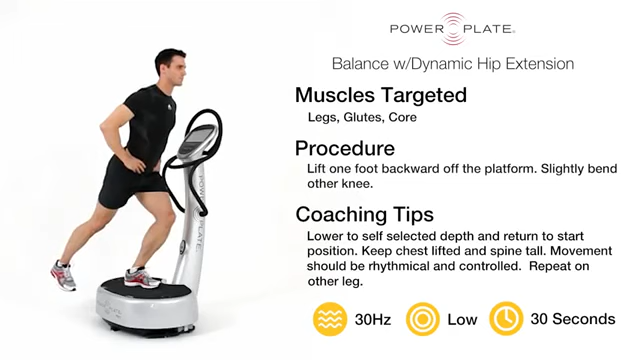 POWER PLATE®
Balance w/Dynamic Hip Extension
Muscles Targeted
Legs, Glutes, Core
Procedure
Lift one foot backward off the platform. Slightly bend
other knee.
Coaching Tips
Lower to self selected depth and return to start
position. Keep chest lifted and spine tall. Movement
should be rhythmical and controlled.  Repeat on
other leg.
30Hz Low 30 Seconds
POWER PLATE